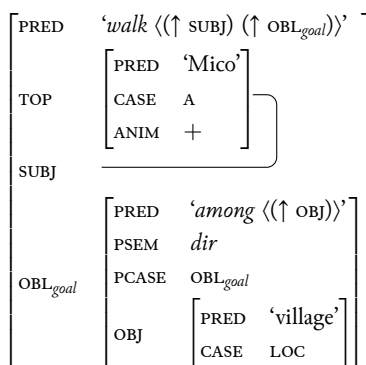 PRED ‘walk ⟨(↑ SUBJ) (↑ OBLgoal)⟩’
TOP
PRED ‘Mico’
CASE A
ANIM +
SUBJ
OBLgoal
PRED ‘among ⟨(↑ OBJ)⟩’
PSEM dir
PCASE OBLgoal
OBJ
PRED ‘village’
CASE LOC